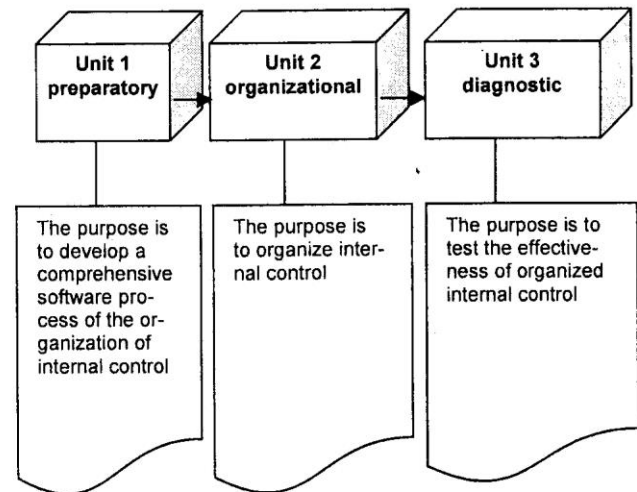 Unit 1
preparatory
Unit 2
organizational
Unit 3
diagnostic
The purpose is
to develop a
comprehensive
software pro-
cess of the or-
ganization of
internal control
The purpose is
to organize inter-
nal control
The purpose is to
test the effective-
ness of organized
internal control